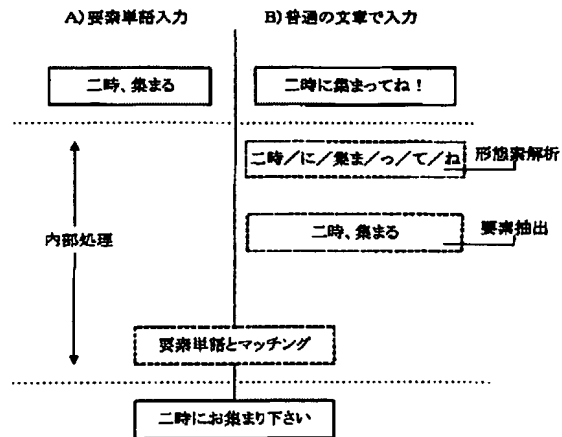 A)要素単語入力
B)普通の文章で入力
二時、集まる
二時に集まってね!
二時/に/集ま/っ/て/ね
形態素解析
二時、集まる
要素抽出
内部処理
要素単語とマッチング
二時にお集まり下さい